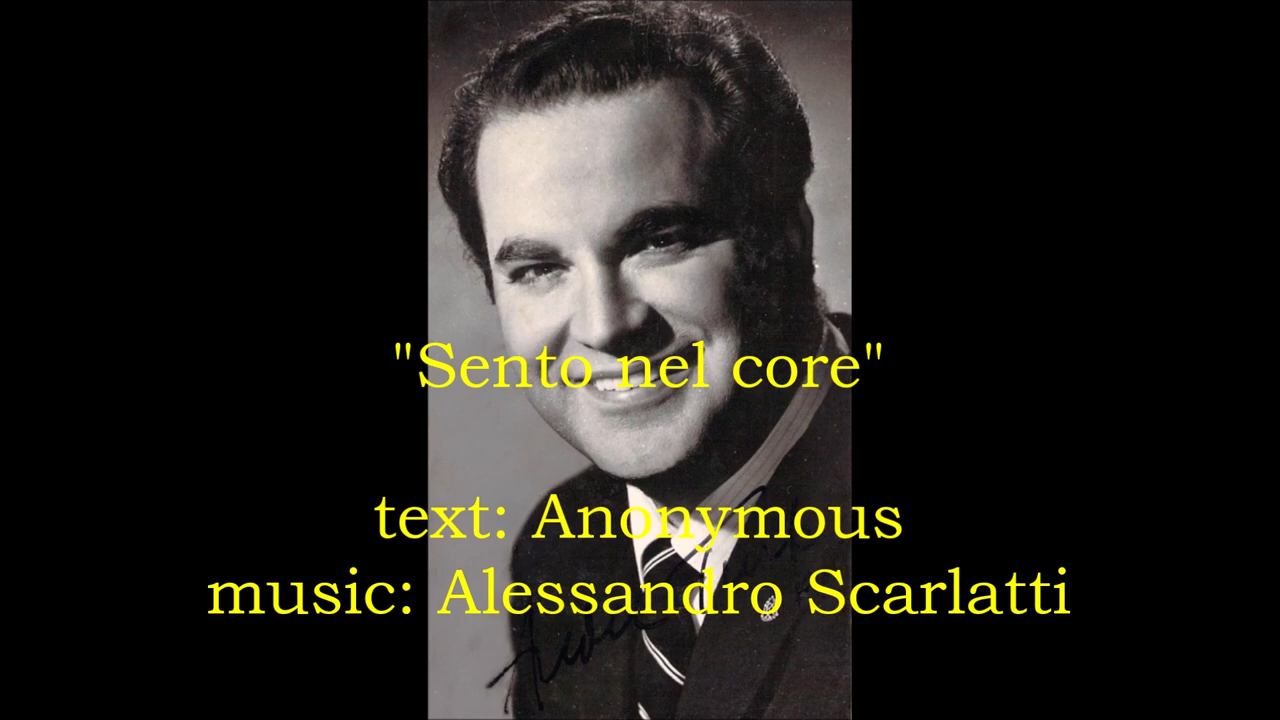 "Sento nel core"
text: Anonymous
music: Alessandro Scarlatti